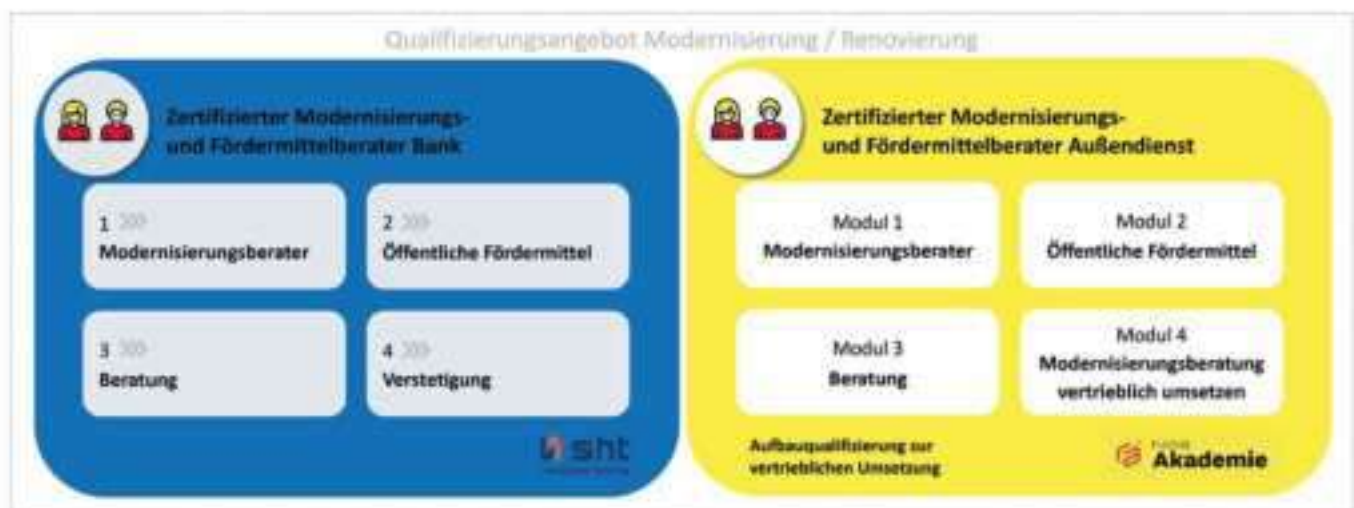 Qualifizierungsangebot Modernisierung / Renovierung
Zertifizierter Modernisierungs-
und Fördermittelberater Bank
1 >>>
Modernisierungsberater
2 >>>
Öffentliche Fördermittel
3 >>>
Beratung
4 >>>
Verstetigung
sht
Zertifizierter Modernisierungs-
und Fördermittelberater Außendienst
Modul 1
Modernisierungsberater
Modul 2
Öffentliche Fördermittel
Modul 3
Beratung
Modul 4
Modernisierungsberatung
vertrieblich umsetzen
Aufbauqualifizierung zur
vertrieblichen Umsetzung
Akademie